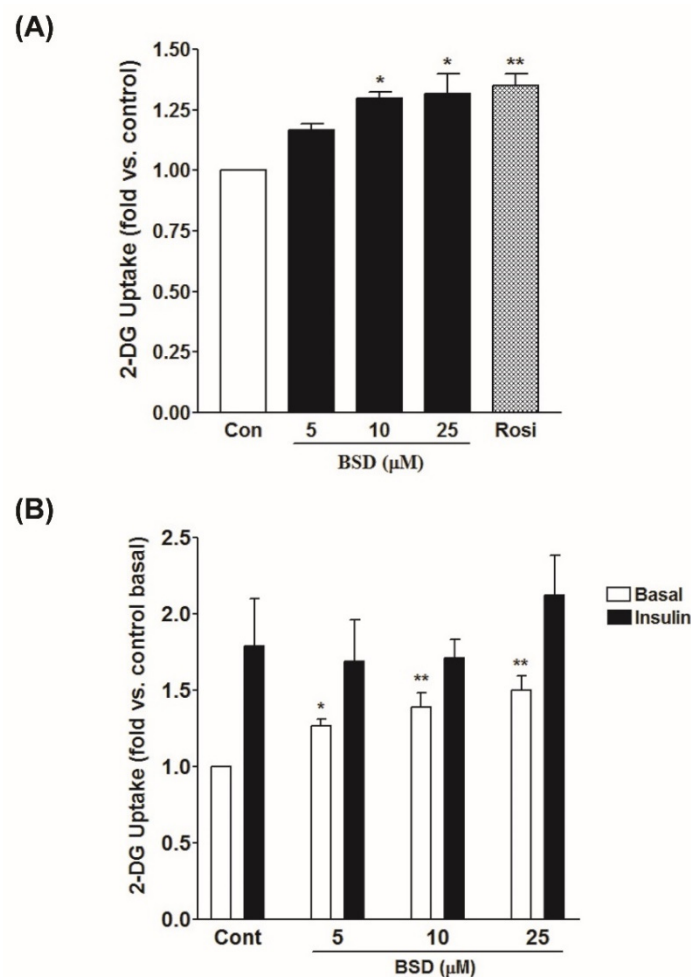 (A)
2-DG Uptake (fold vs. control)
1.50
1.25
1.00
0.75
0.50
0.25
0.00
* * **
Con 5 10 25 Rosi
BSD (μM)
(B)
2-DG Uptake (fold vs. control basal)
2.5
2.0
1.5
1.0
0.5
0.0
* ** **
Basal
Insulin
Cont 5 10 25
BSD (μM)